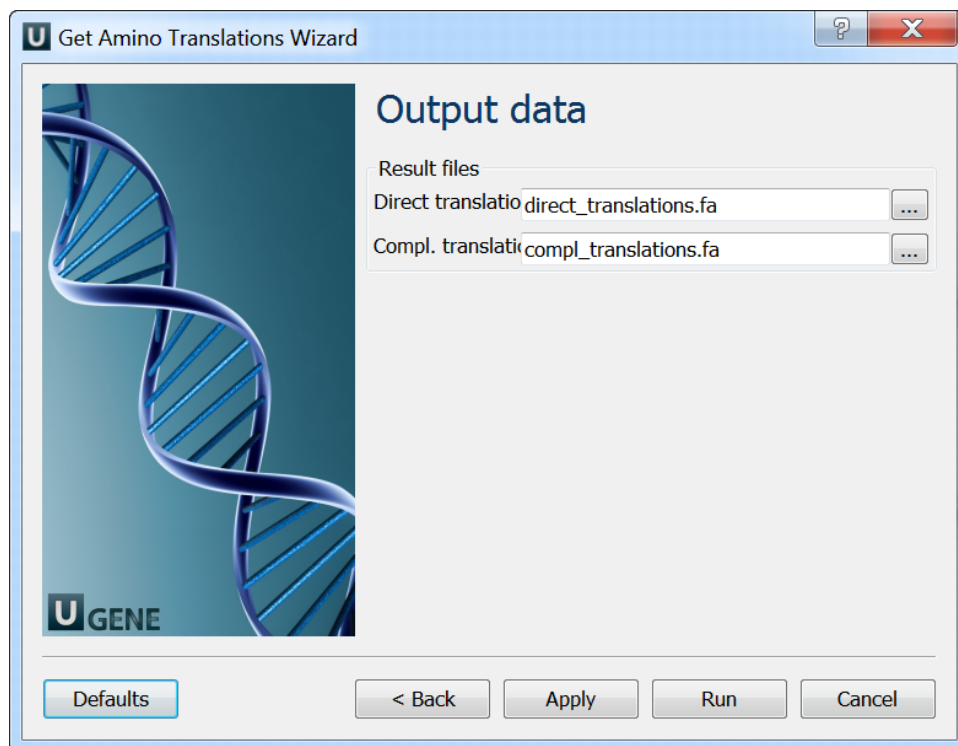 U Get Amino Translations Wizard ? X
Output data
Result files
Direct translatio direct_translations.fa ...
Compl. translatio compl_translations.fa ...
U GENE
Defaults < Back Apply Run Cancel